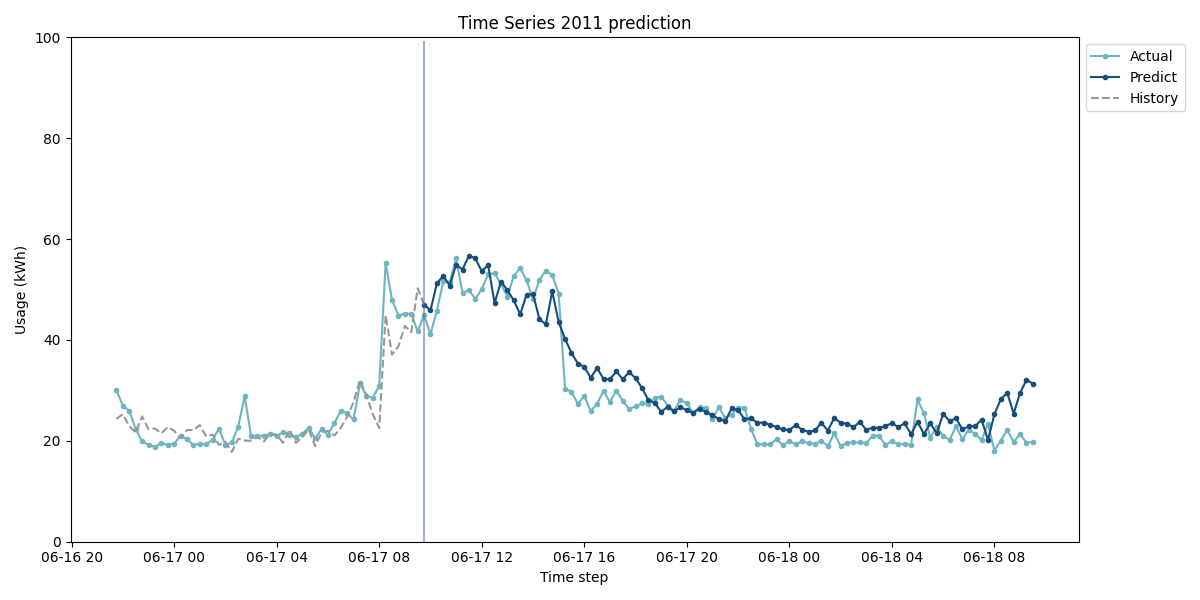 Time Series 2011 prediction
100
80
60
40
20
0
Usage (kWh)
06-16 20
06-17 00
06-17 04
06-17 08
06-17 12
06-17 16
06-17 20
06-18 00
06-18 04
06-18 08
Time step
Actual
Predict
History